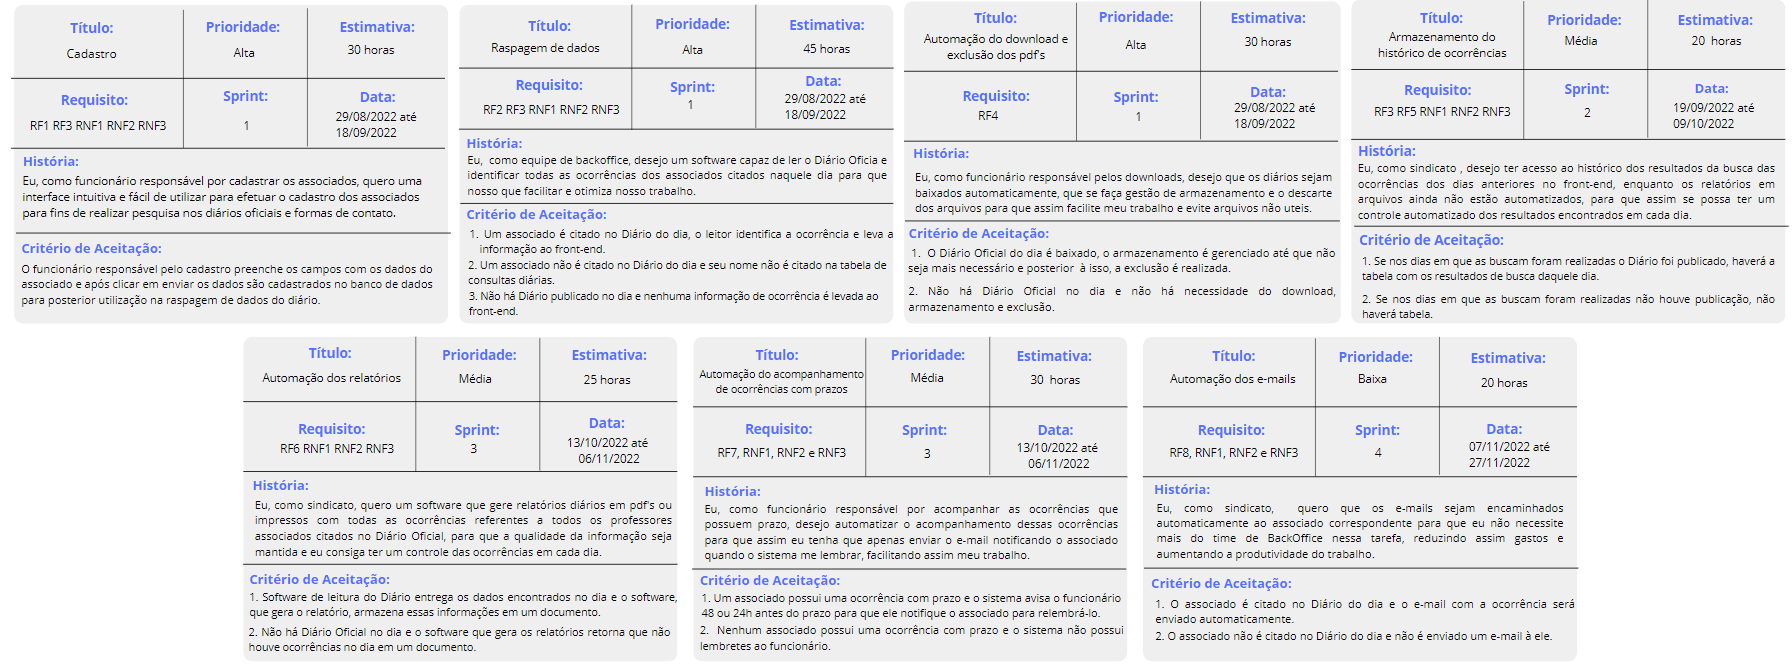 Título:
Cadastro
Prioridade:
Alta
Estimativa:
30 horas
Requisito:
RF1 RF3 RNF1 RNF2 RNF3
Sprint:
1
Data:
29/08/2022 até
18/09/2022
História:
Eu, como funcionário responsável por cadastrar os associados, quero uma
interface intuitiva e fácil de utilizar para efetuar o cadastro dos associados
para fins de realizar pesquisa nos diários oficiais e formas de contato.
Critério de Aceitação:
O funcionário responsável pelo cadastro preenche os campos com os dados do
associado e após clicar em enviar os dados são cadastrados no banco de dados
para posterior utilização na raspagem de dados do diário.
Título:
Raspagem de dados
Prioridade:
Alta
Estimativa:
45 horas
Requisito:
RF2 RF3 RNF1 RNF2 RNF3
Sprint:
1
Data:
29/08/2022 até
18/09/2022
História:
Eu, como equipe de backoffice, desejo um software capaz de ler o Diário Oficia e
identificar todas as ocorrências dos associados citados naquele dia para que
nosso que facilitar e otimiza nosso trabalho.
Critério de Aceitação:
1. Um associado é citado no Diário do dia, o leitor identifica a ocorrência e leva a
informação ao front-end.
2. Um associado não é citado no Diário do dia e seu nome não é citado na tabela de
consultas diárias.
3. Não há Diário publicado no dia e nenhuma informação de ocorrência é levada ao
front-end.
Título:
Automação do download e
exclusão dos pdf's
Prioridade:
Alta
Estimativa:
30 horas
Requisito:
RF4
Sprint:
1
Data:
29/08/2022 até
18/09/2022
História:
Eu, como funcionário responsável pelos downloads, desejo que os diários sejam
baixados automaticamente, que se faça gestão de armazenamento e o descarte
dos arquivos para que assim facilite meu trabalho e evite arquivos não uteis.
Critério de Aceitação:
1. O Diário Oficial do dia é baixado, o armazenamento é gerenciado até que não
seja mais necessário e posterior à isso, a exclusão é realizada.
2. Não há Diário Oficial no dia e não há necessidade do download,
armazenamento e exclusão.
Título:
Armazenamento do
histórico de ocorrências
Prioridade:
Média
Estimativa:
20 horas
Requisito:
RF3 RF5 RNF1 RNF2 RNF3
Sprint:
2
Data:
19/09/2022 até
09/10/2022
História:
Eu, como sindicato , desejo ter acesso ao histórico dos resultados da busca das
ocorrências dos dias anteriores no front-end, enquanto os relatórios em
arquivos ainda não estão automatizados, para que assim se possa ter um
controle automatizado dos resultados encontrados em cada dia.
Critério de Aceitação:
1. Se nos dias em que as buscam foram realizadas o Diário foi publicado, haverá a
tabela com os resultados de busca daquele dia.
2. Se nos dias em que as buscam foram realizadas não houve publicação, não
haverá tabela.
Título:
Automação dos relatórios
Prioridade:
Média
Estimativa:
25 horas
Requisito:
RF6 RNF1 RNF2 RNF3
Sprint:
3
Data:
13/10/2022 até
06/11/2022
História:
Eu, como sindicato, quero um software que gere relatórios diários em pdf's ou
impressos com todas as ocorrências referentes a todos os professores
associados citados no Diário Oficial, para que a qualidade da informação seja
mantida e eu consiga ter um controle das ocorrências em cada dia.
Critério de Aceitação:
1. Software de leitura do Diário entrega os dados encontrados no dia e o software,
que gera o relatório, armazena essas informações em um documento.
2. Não há Diário Oficial no dia e o software que gera os relatórios retorna que não
houve ocorrências no dia em um documento.
Título:
Automação do acompanhamento
de ocorrências com prazos
Prioridade:
Média
Estimativa:
30 horas
Requisito:
RF7, RNF1, RNF2 e RNF3
Sprint:
3
Data:
13/10/2022 até
06/11/2022
História:
Eu, como funcionário responsável por acompanhar as ocorrências que
possuem prazo, desejo automatizar o acompanhamento dessas ocorrências
para que assim eu tenha que apenas enviar o e-mail notificando o associado
quando o sistema me lembrar, facilitando assim meu trabalho.
Critério de Aceitação:
1. Um associado possui uma ocorrência com prazo e o sistema avisa o funcionário
48 ou 24h antes do prazo para que ele notifique o associado para relembrá-lo.
2. Nenhum associado possui uma ocorrência com prazo e o sistema não possui
lembretes ao funcionário.
Título:
Automação dos e-mails
Prioridade:
Baixa
Estimativa:
20 horas
Requisito:
RF8, RNF1, RNF2 e RNF3
Sprint:
4
Data:
07/11/2022 até
27/11/2022
História:
Eu, como sindicato, quero que os e-mails sejam encaminhados
automaticamente ao associado correspondente para que eu não necessite
mais do time de BackOffice nessa tarefa, reduzindo assim gastos e
aumentando a produtividade do trabalho.
Critério de Aceitação:
1. O associado é citado no Diário do dia e o e-mail com a ocorrência será
enviado automaticamente.
2. O associado não é citado no Diário do dia e não é enviado um e-mail à ele.